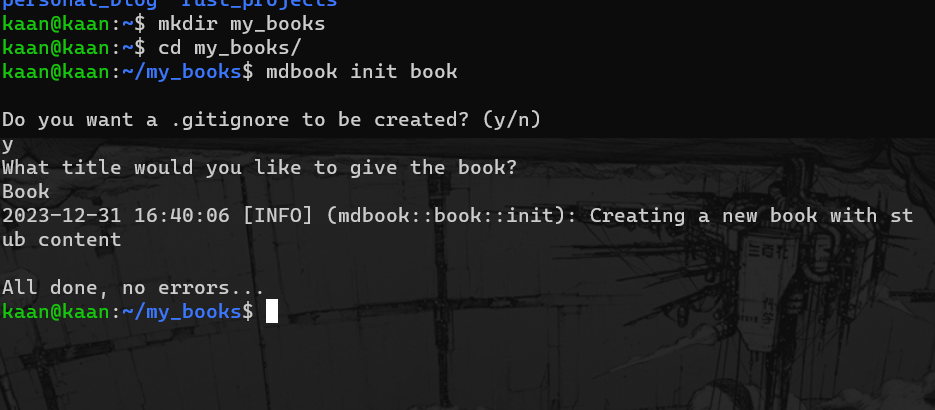 personal_blog rust_projects
kaan@kaan:~$ mkdir my_books
kaan@kaan:~$ cd my_books/
kaan@kaan:~/my_books$ mdbook init book
Do you want a .gitignore to be created? (y/n)
y
What title would you like to give the book?
Book
2023-12-31 16:40:06 [INFO] (mdbook::book::init): Creating a new book with st
ub content
All done, no errors...
kaan@kaan:~/my_books$